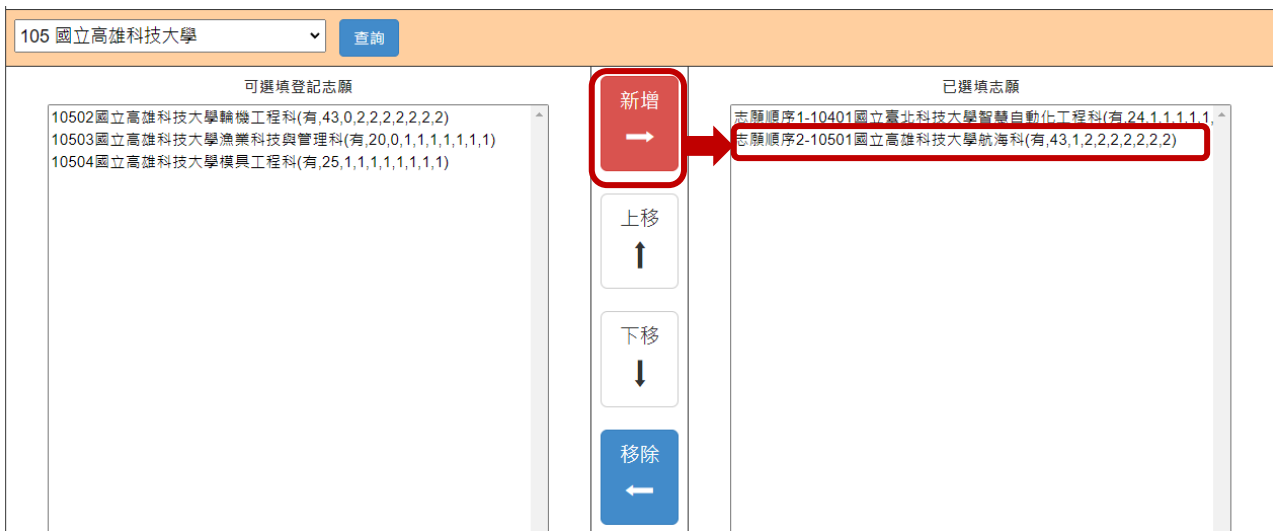 105 國立高雄科技大學
查詢
可選填登記志願
10502國立高雄科技大學輪機工程科(有,43,0,2,2,2,2,2,2,2)
10503國立高雄科技大學漁業科技與管理科(有,20,0,1,1,1,1,1,1,1)
10504國立高雄科技大學模具工程科(有,25,1,1,1,1,1,1,1,1)
新增
上移
下移
移除
已選填志願
志願順序1-10401國立臺北科技大學智慧自動化工程科(有,24,1,1,1,1,1,
志願順序2-10501國立高雄科技大學航海科(有,43,1,2,2,2,2,2,2,2)